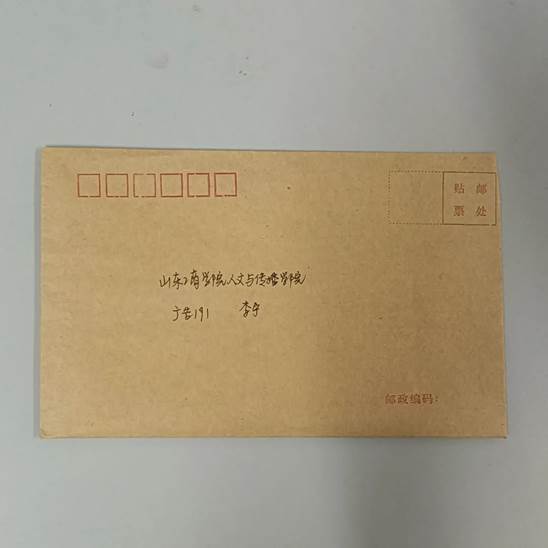 贴 邮
票 处
山东工商学院人文与传播学院
广告191 李宁
邮政编码：